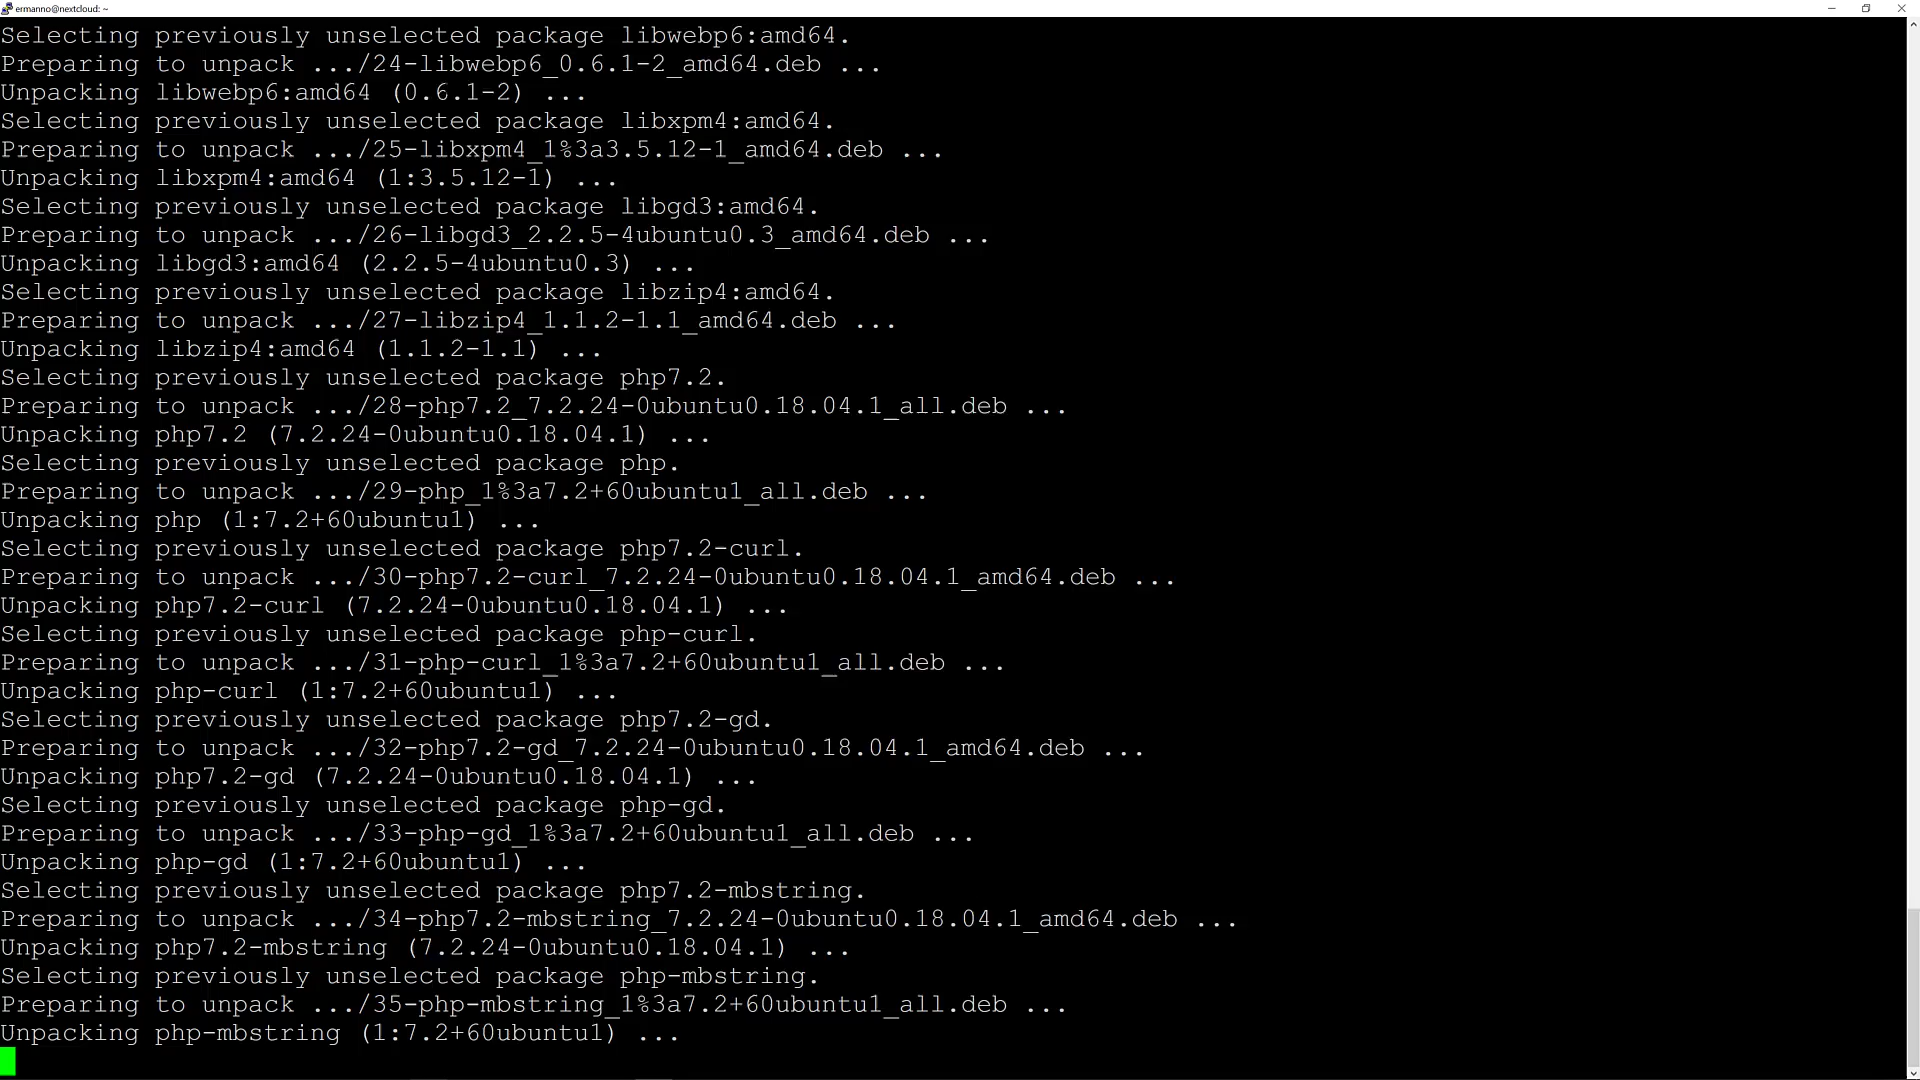 ermanno@nextcloud: ~
Selecting previously unselected package libwebp6:amd64.
Preparing to unpack .../24-libwebp6_0.6.1-2_amd64.deb ...
Unpacking libwebp6:amd64 (0.6.1-2) ...
Selecting previously unselected package libxpm4:amd64.
Preparing to unpack .../25-libxpm4_1%3a3.5.12-1_amd64.deb ...
Unpacking libxpm4:amd64 (1:3.5.12-1) ...
Selecting previously unselected package libgd3:amd64.
Preparing to unpack .../26-libgd3_2.2.5-4ubuntu0.3_amd64.deb ...
Unpacking libgd3:amd64 (2.2.5-4ubuntu0.3) ...
Selecting previously unselected package libzip4:amd64.
Preparing to unpack .../27-libzip4_1.1.2-1.1_amd64.deb ...
Unpacking libzip4:amd64 (1.1.2-1.1) ...
Selecting previously unselected package php7.2.
Preparing to unpack .../28-php7.2_7.2.24-0ubuntu0.18.04.1_all.deb ...
Unpacking php7.2 (7.2.24-0ubuntu0.18.04.1) ...
Selecting previously unselected package php.
Preparing to unpack .../29-php_1%3a7.2+60ubuntu1_all.deb ...
Unpacking php (1:7.2+60ubuntu1) ...
Selecting previously unselected package php7.2-curl.
Preparing to unpack .../30-php7.2-curl_7.2.24-0ubuntu0.18.04.1_amd64.deb ...
Unpacking php7.2-curl (7.2.24-0ubuntu0.18.04.1) ...
Selecting previously unselected package php-curl.
Preparing to unpack .../31-php-curl_1%3a7.2+60ubuntu1_all.deb ...
Unpacking php-curl (1:7.2+60ubuntu1) ...
Selecting previously unselected package php7.2-gd.
Preparing to unpack .../32-php7.2-gd_7.2.24-0ubuntu0.18.04.1_amd64.deb ...
Unpacking php7.2-gd (7.2.24-0ubuntu0.18.04.1) ...
Selecting previously unselected package php-gd.
Preparing to unpack .../33-php-gd_1%3a7.2+60ubuntu1_all.deb ...
Unpacking php-gd (1:7.2+60ubuntu1) ...
Selecting previously unselected package php7.2-mbstring.
Preparing to unpack .../34-php7.2-mbstring_7.2.24-0ubuntu0.18.04.1_amd64.deb ...
Unpacking php7.2-mbstring (7.2.24-0ubuntu0.18.04.1) ...
Selecting previously unselected package php-mbstring.
Preparing to unpack .../35-php-mbstring_1%3a7.2+60ubuntu1_all.deb ...
Unpacking php-mbstring (1:7.2+60ubuntu1) ...